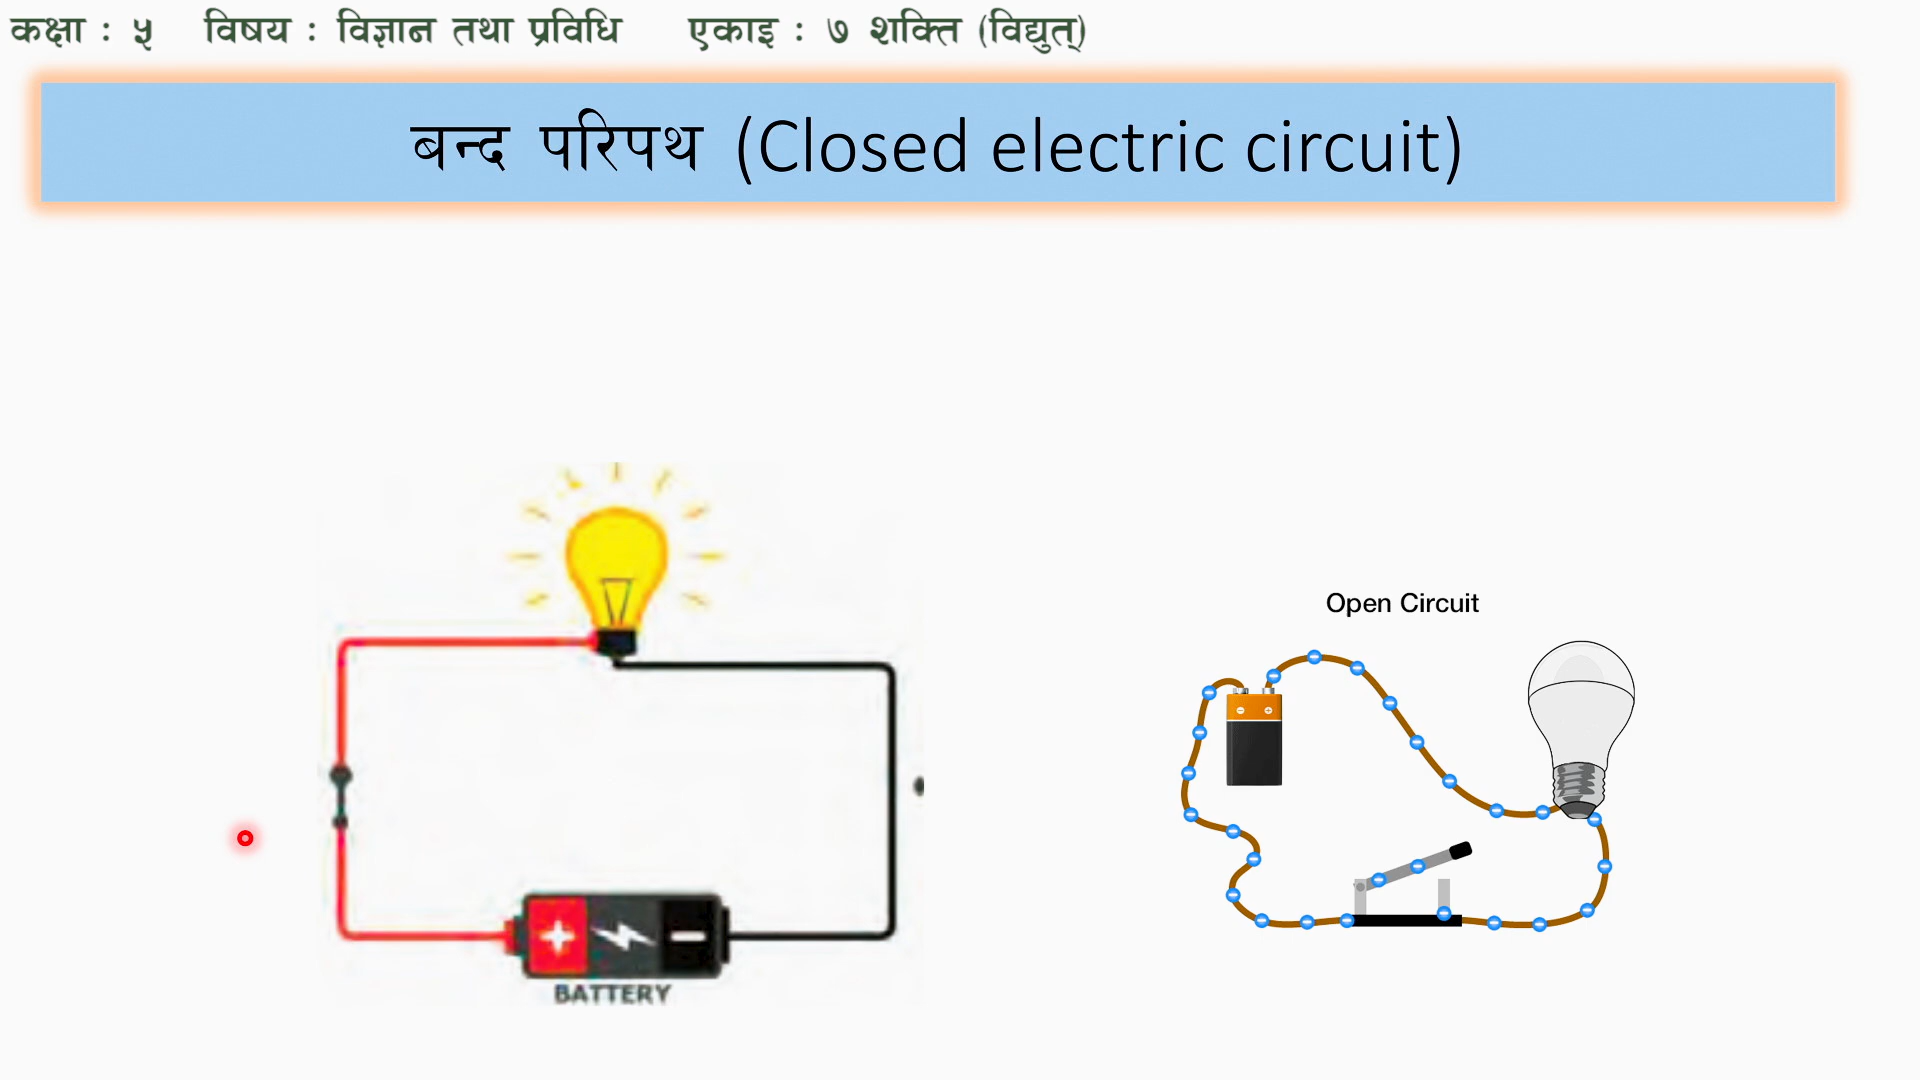 कक्षा : ५ विषय : विज्ञान तथा प्रविधि एकाइ : ७ शक्ति (विद्युत्)
बन्द परिपथ (Closed electric circuit)
Open Circuit
BATTERY